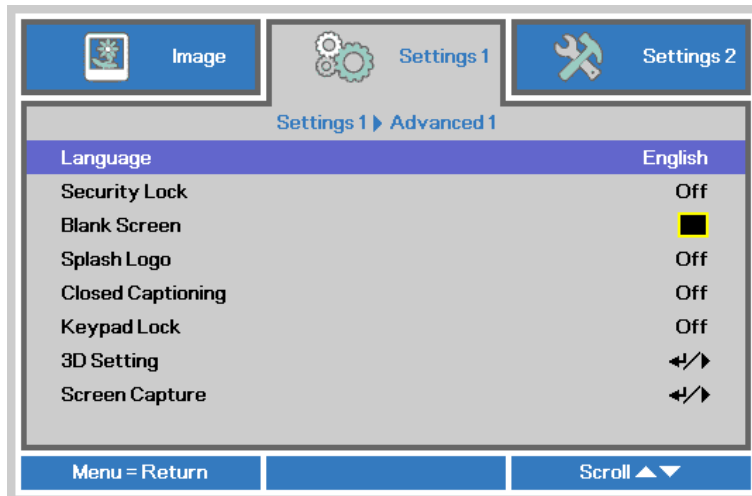 Image
Settings 1
Settings 2
Settings 1 Advanced 1
Language English
Security Lock Off
Blank Screen
Splash Logo Off
Closed Captioning Off
Keypad Lock Off
3D Setting
Screen Capture
Menu = Return
Scroll